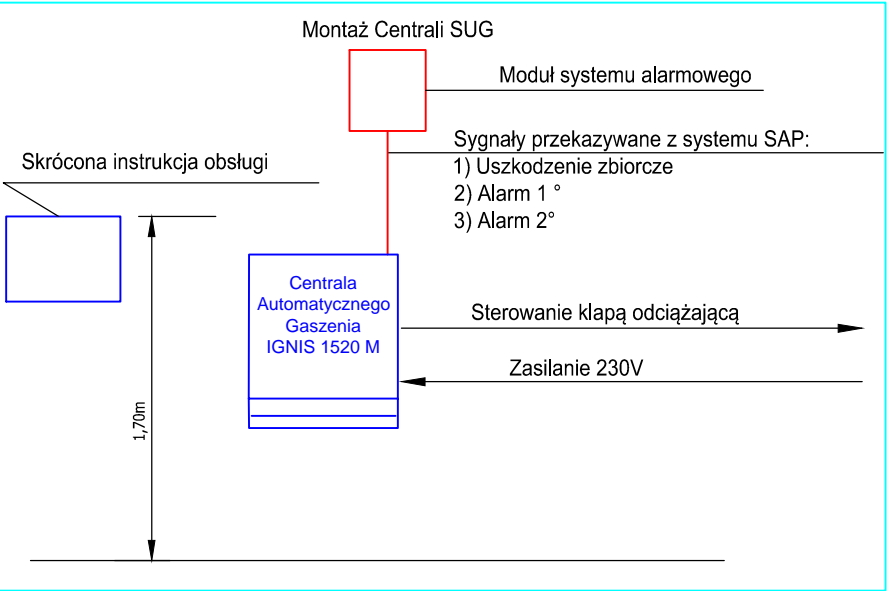 Montaż Centrali SUG
Moduł systemu alarmowego
Sygnały przekazywane z systemu SAP:
1) Uszkodzenie zbiorcze
2) Alarm 1 °
3) Alarm 2°
Skrócona instrukcja obsługi
Centrala
Automatycznego
Gaszenia
IGNIS 1520 M
Sterowanie klapą odciążającą
Zasilanie 230V
1,70m